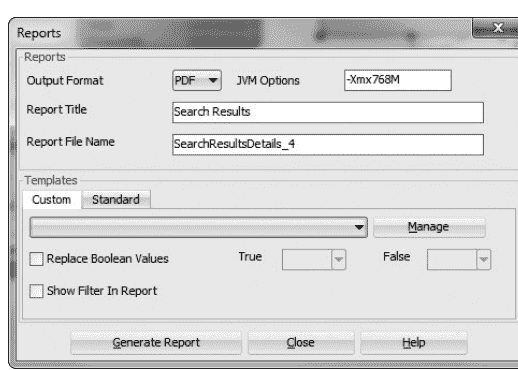 Reports
Reports
Output Format PDF JVM Options -Xmx768M
Report Title Search Results
Report File Name SearchResultsDetails_4
Templates
Custom Standard
Manage
Replace Boolean Values True False
Show Filter In Report
Generate Report Close Help